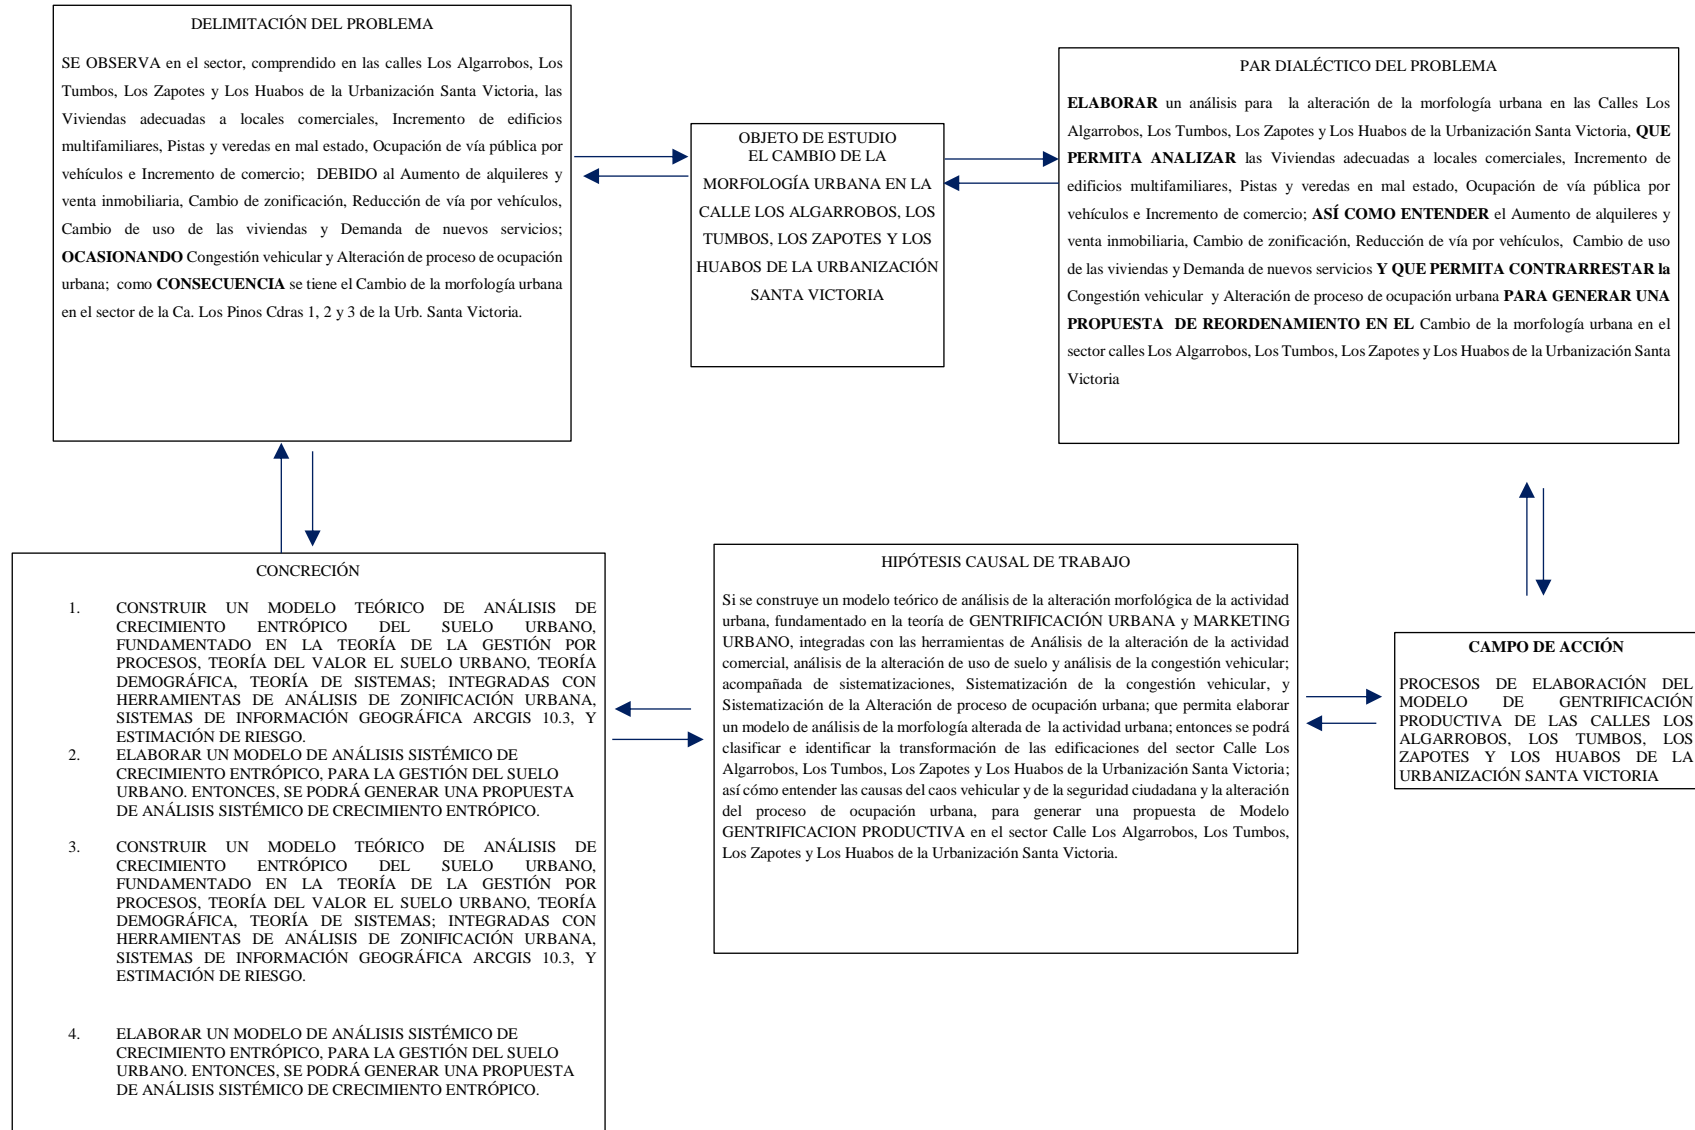 DELIMITACIÓN DEL PROBLEMA
SE OBSERVA en el sector, comprendido en las calles Los Algarrobos, Los
Tumbos, Los Zapotes y Los Huabos de la Urbanización Santa Victoria, las
Viviendas adecuadas a locales comerciales, Incremento de edificios
multifamiliares, Pistas y veredas en mal estado, Ocupación de vía pública por
vehículos e Incremento de comercio; DEBIDO al Aumento de alquileres y
venta inmobiliaria, Cambio de zonificación, Reducción de vía por vehículos,
Cambio de uso de las viviendas y Demanda de nuevos servicios;
OCASIONANDO Congestión vehicular y Alteración de proceso de ocupación
urbana; como CONSECUENCIA se tiene el Cambio de la morfología urbana
en el sector de la Ca. Los Pinos Cdras 1, 2 y 3 de la Urb. Santa Victoria.
OBJETO DE ESTUDIO
EL CAMBIO DE LA
MORFOLOGÍA URBANA EN LA
CALLE LOS ALGARROBOS, LOS
TUMBOS, LOS ZAPOTES Y LOS
HUABOS DE LA URBANIZACIÓN
SANTA VICTORIA
PAR DIALÉCTICO DEL PROBLEMA
ELABORAR un análisis para la alteración de la morfología urbana en las Calles Los
Algarrobos, Los Tumbos, Los Zapotes y Los Huabos de la Urbanización Santa Victoria, QUE
PERMITA ANALIZAR las Viviendas adecuadas a locales comerciales, Incremento de
edificios multifamiliares, Pistas y veredas en mal estado, Ocupación de vía pública por
vehículos e Incremento de comercio; ASÍ COMO ENTENDER el Aumento de alquileres y
venta inmobiliaria, Cambio de zonificación, Reducción de vía por vehículos, Cambio de uso
de las viviendas y Demanda de nuevos servicios Y QUE PERMITA CONTRARRESTAR la
Congestión vehicular y Alteración de proceso de ocupación urbana PARA GENERAR UNA
PROPUESTA DE REORDENAMIENTO EN EL Cambio de la morfología urbana en el
sector calles Los Algarrobos, Los Tumbos, Los Zapotes y Los Huabos de la Urbanización Santa
Victoria
CONCRECIÓN
1. CONSTRUIR UN MODELO TEÓRICO DE ANÁLISIS DE
CRECIMIENTO ENTRÓPICO DEL SUELO URBANO,
FUNDAMENTADO EN LA TEORÍA DE LA GESTIÓN POR
PROCESOS, TEORÍA DEL VALOR EL SUELO URBANO, TEORÍA
DEMOGRÁFICA, TEORÍA DE SISTEMAS; INTEGRADAS CON
HERRAMIENTAS DE ANÁLISIS DE ZONIFICACIÓN URBANA,
SISTEMAS DE INFORMACIÓN GEOGRÁFICA ARCGIS 10.3, Y
ESTIMACIÓN DE RIESGO.
2. ELABORAR UN MODELO DE ANÁLISIS SISTÉMICO DE
CRECIMIENTO ENTRÓPICO, PARA LA GESTIÓN DEL SUELO
URBANO. ENTONCES, SE PODRÁ GENERAR UNA PROPUESTA
DE ANÁLISIS SISTÉMICO DE CRECIMIENTO ENTRÓPICO.
3. CONSTRUIR UN MODELO TEÓRICO DE ANÁLISIS DE
CRECIMIENTO ENTRÓPICO DEL SUELO URBANO,
FUNDAMENTADO EN LA TEORÍA DE LA GESTIÓN POR
PROCESOS, TEORÍA DEL VALOR EL SUELO URBANO, TEORÍA
DEMOGRÁFICA, TEORÍA DE SISTEMAS; INTEGRADAS CON
HERRAMIENTAS DE ANÁLISIS DE ZONIFICACIÓN URBANA,
SISTEMAS DE INFORMACIÓN GEOGRÁFICA ARCGIS 10.3, Y
ESTIMACIÓN DE RIESGO.
4. ELABORAR UN MODELO DE ANÁLISIS SISTÉMICO DE
CRECIMIENTO ENTRÓPICO, PARA LA GESTIÓN DEL SUELO
URBANO. ENTONCES, SE PODRÁ GENERAR UNA PROPUESTA
DE ANÁLISIS SISTÉMICO DE CRECIMIENTO ENTRÓPICO.
HIPÓTESIS CAUSAL DE TRABAJO
Si se construye un modelo teórico de análisis de la alteración morfológica de la actividad
urbana, fundamentado en la teoría de GENTRIFICACIÓN URBANA y MARKETING
URBANO, integradas con las herramientas de Análisis de la alteración de la actividad
comercial, análisis de la alteración de uso de suelo y análisis de la congestión vehicular;
acompañada de sistematizaciones, Sistematización de la congestión vehicular, y
Sistematización de la Alteración de proceso de ocupación urbana; que permita elaborar
un modelo de análisis de la morfología alterada de la actividad urbana; entonces se podrá
clasificar e identificar la transformación de las edificaciones del sector Calle Los
Algarrobos, Los Tumbos, Los Zapotes y Los Huabos de la Urbanización Santa Victoria;
así cómo entender las causas del caos vehicular y de la seguridad ciudadana y la alteración
del proceso de ocupación urbana, para generar una propuesta de Modelo
GENTRIFICACION PRODUCTIVA en el sector Calle Los Algarrobos, Los Tumbos,
Los Zapotes y Los Huabos de la Urbanización Santa Victoria.
CAMPO DE ACCIÓN
PROCESOS DE ELABORACIÓN DEL
MODELO DE GENTRIFICACIÓN
PRODUCTIVA DE LAS CALLES LOS
ALGARROBOS, LOS TUMBOS, LOS
ZAPOTES Y LOS HUABOS DE LA
URBANIZACIÓN SANTA VICTORIA